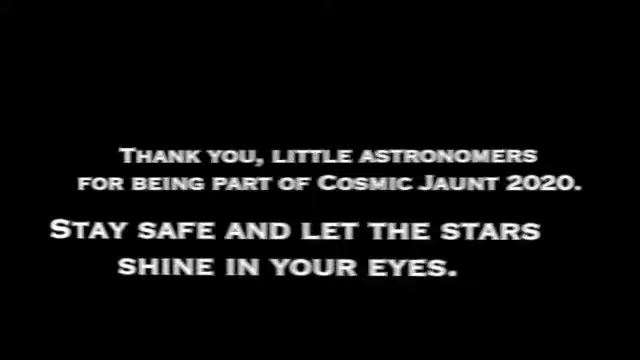 Thank you, little astronomers
for being part of Cosmic Jaunt 2020.
Stay safe and let the stars
shine in your eyes.